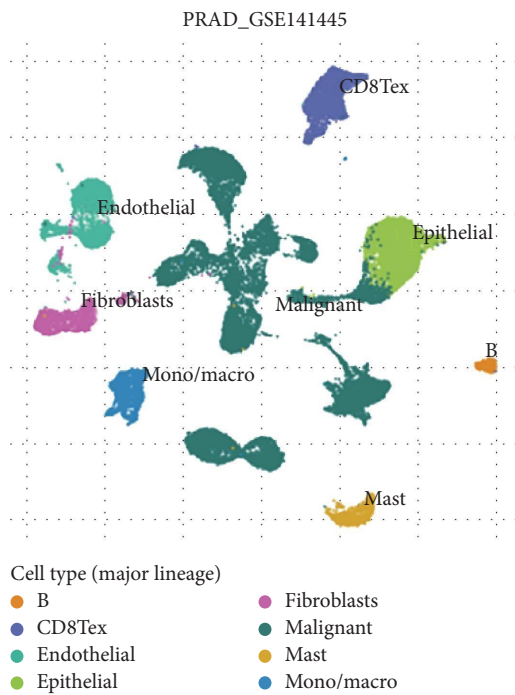 PRAD_GSE141445
CD8Tex
Endothelial
Epithelial
Fibroblasts
Malignant
B
Mono/macro
Mast
Cell type (major lineage)
B
CD8Tex
Endothelial
Epithelial
Fibroblasts
Malignant
Mast
Mono/macro